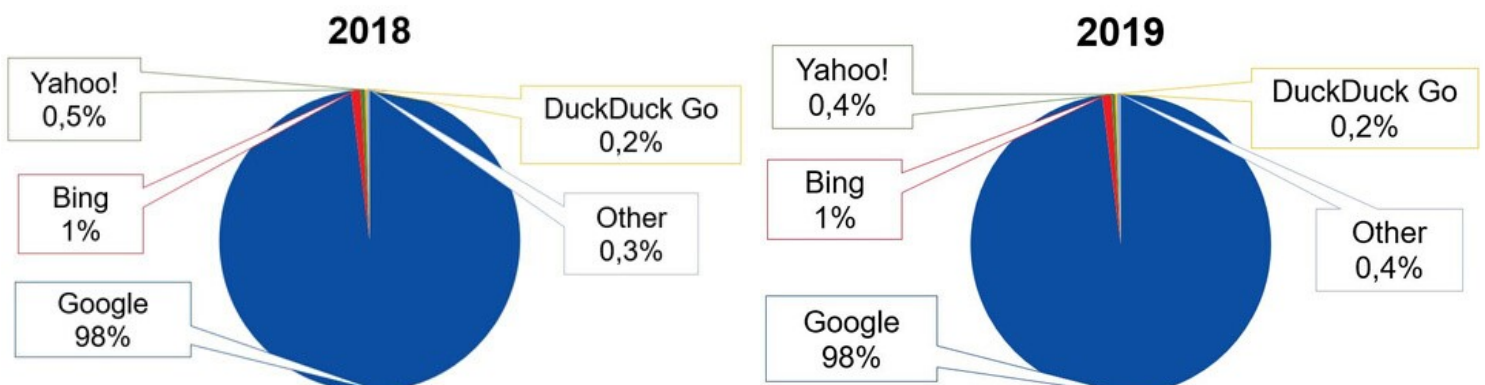 2018
Yahoo!
0,5%
DuckDuck Go
0,2%
Bing
1%
Other
0,3%
Google
98%
2019
Yahoo!
0,4%
DuckDuck Go
0,2%
Bing
1%
Other
0,4%
Google
98%